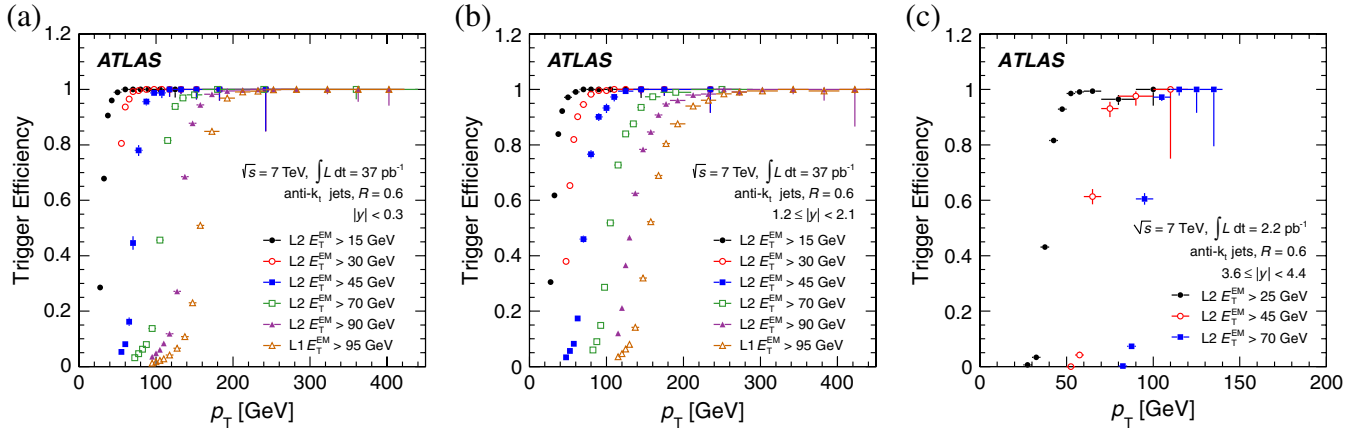 (a)
ATLAS
Trigger Efficiency
1.2
1
0.8
0.6
0.4
0.2
0
√s = 7 TeV, ∫L dt = 37 pb⁻¹
anti-kₜ jets, R = 0.6
|y| < 0.3
L2 E_T^EM > 15 GeV
L2 E_T^EM > 30 GeV
L2 E_T^EM > 45 GeV
L2 E_T^EM > 70 GeV
L2 E_T^EM > 90 GeV
L1 E_T^EM > 95 GeV
0 100 200 300 400
p_T [GeV]
(b)
ATLAS
Trigger Efficiency
1.2
1
0.8
0.6
0.4
0.2
0
√s = 7 TeV, ∫L dt = 37 pb⁻¹
anti-kₜ jets, R = 0.6
1.2 ≤ |y| < 2.1
L2 E_T^EM > 15 GeV
L2 E_T^EM > 30 GeV
L2 E_T^EM > 45 GeV
L2 E_T^EM > 70 GeV
L2 E_T^EM > 90 GeV
L1 E_T^EM > 95 GeV
0 100 200 300 400
p_T [GeV]
(c)
ATLAS
Trigger Efficiency
1.2
1
0.8
0.6
0.4
0.2
0
√s = 7 TeV, ∫L dt = 2.2 pb⁻¹
anti-kₜ jets, R = 0.6
3.6 ≤ |y| < 4.4
L2 E_T^EM > 25 GeV
L2 E_T^EM > 45 GeV
L2 E_T^EM > 70 GeV
0 50 100 150 200
p_T [GeV]